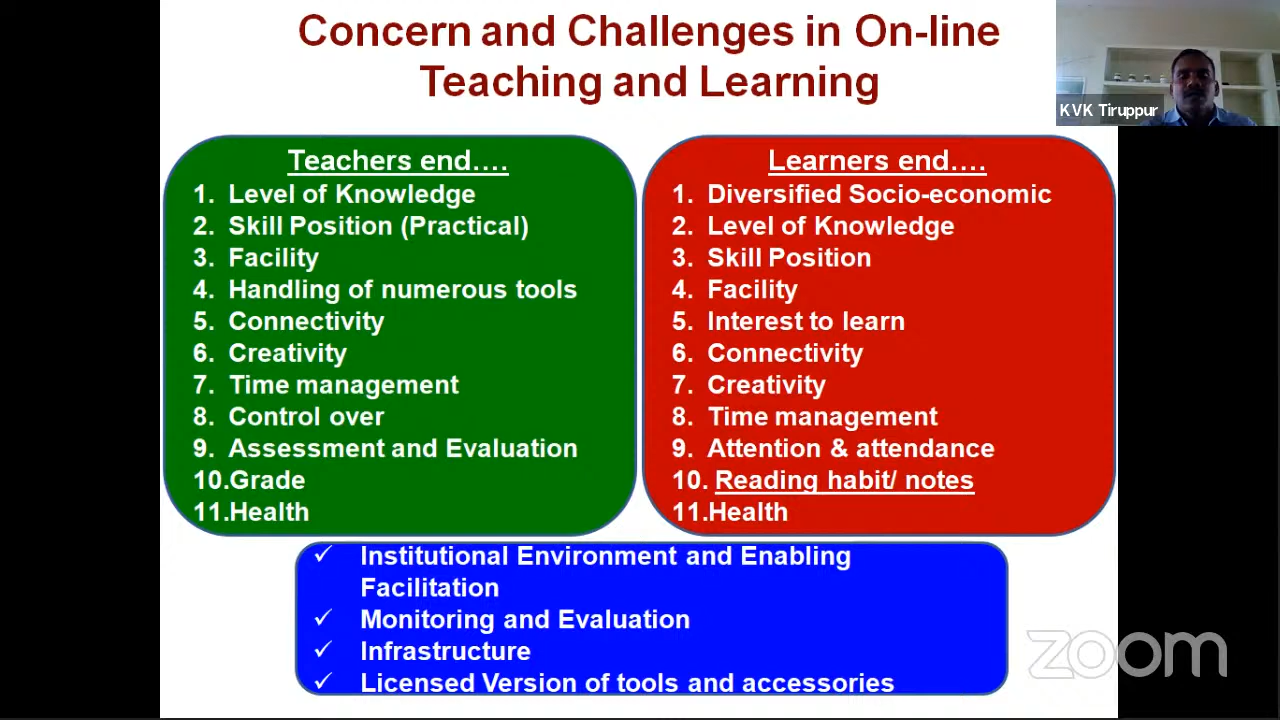 Concern and Challenges in On-line
Teaching and Learning
KVK Tiruppur
Teachers end....
1. Level of Knowledge
2. Skill Position (Practical)
3. Facility
4. Handling of numerous tools
5. Connectivity
6. Creativity
7. Time management
8. Control over
9. Assessment and Evaluation
10.Grade
11.Health
Learners end....
1. Diversified Socio-economic
2. Level of Knowledge
3. Skill Position
4. Facility
5. Interest to learn
6. Connectivity
7. Creativity
8. Time management
9. Attention & attendance
10. Reading habit/ notes
11.Health
✓ Institutional Environment and Enabling
Facilitation
✓ Monitoring and Evaluation
✓ Infrastructure
✓ Licensed Version of tools and accessories
zoom